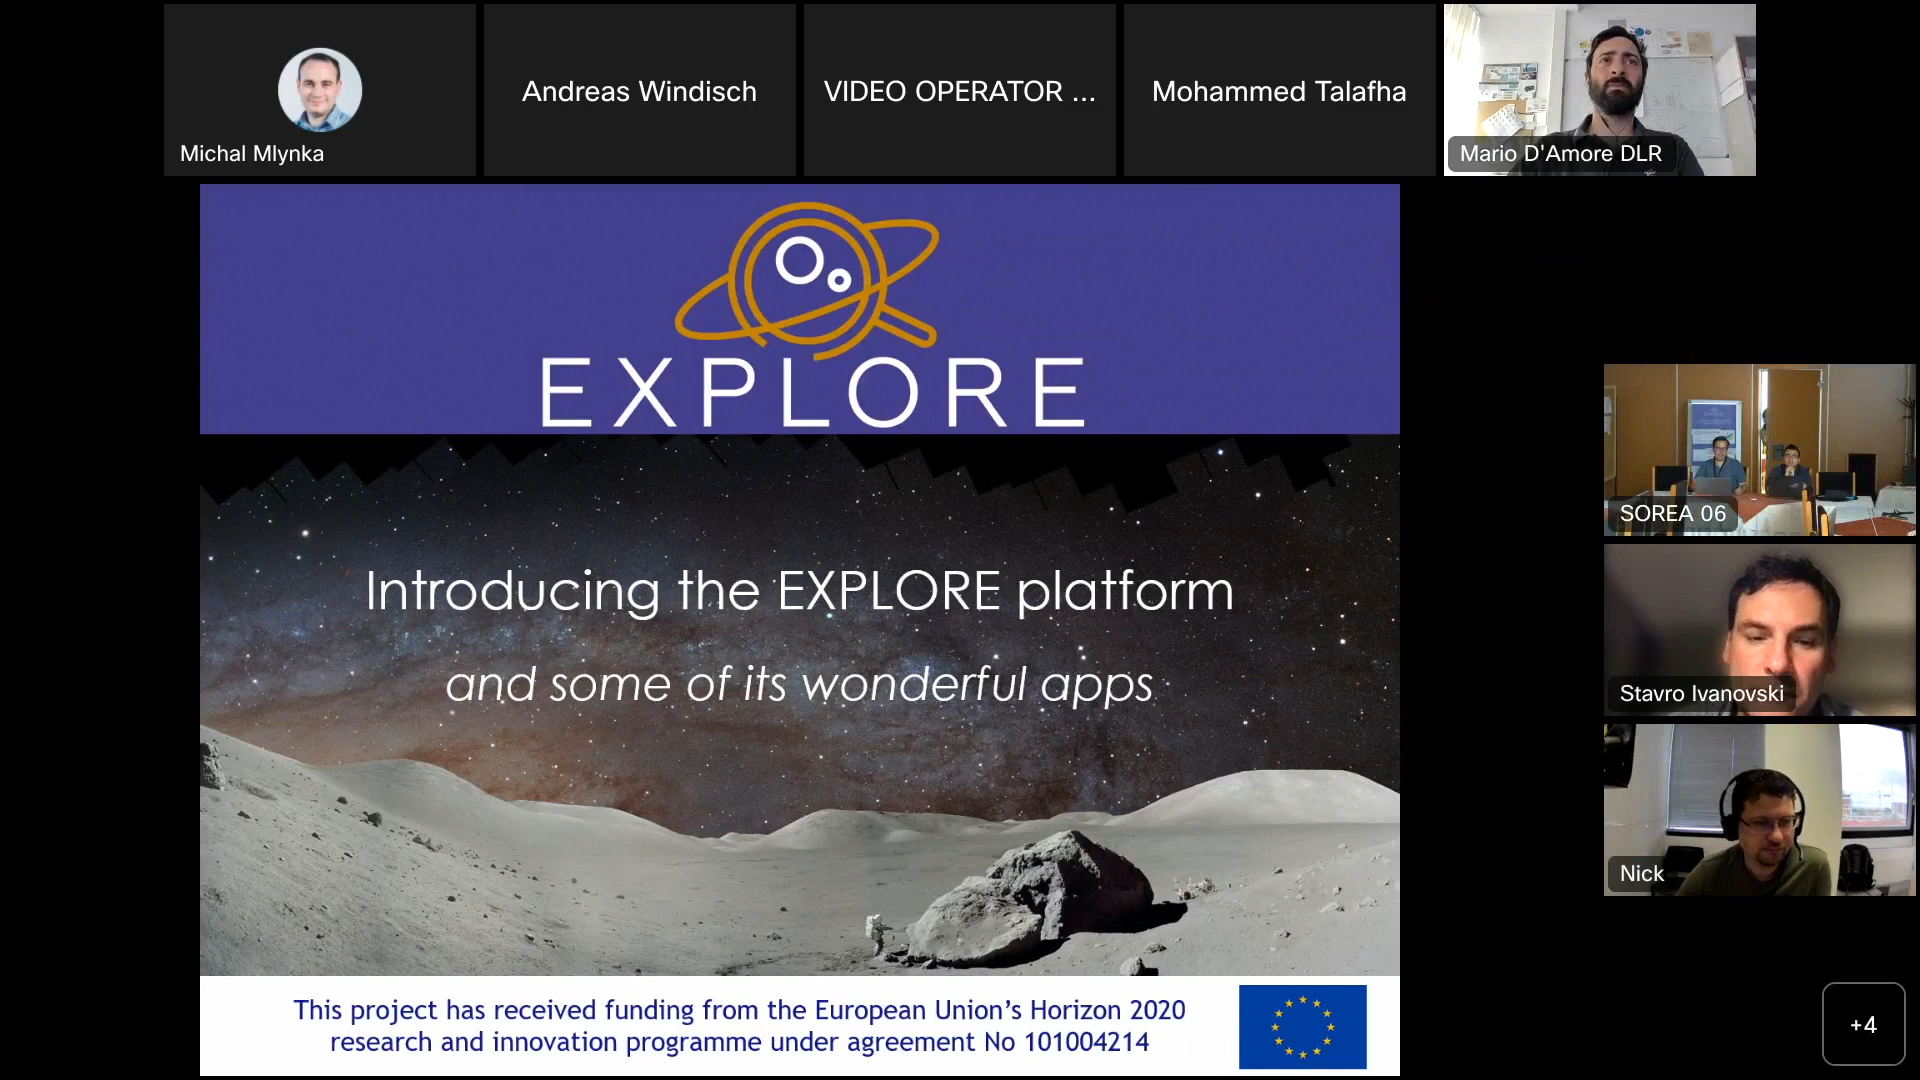 Michal Mlynka
Andreas Windisch
VIDEO OPERATOR ...
Mohammed Talafha
Mario D'Amore DLR
EXPLORE
Introducing the EXPLORE platform
and some of its wonderful apps
This project has received funding from the European Union’s Horizon 2020
research and innovation programme under agreement No 101004214
SOREA 06
Stavro Ivanovski
Nick
+4